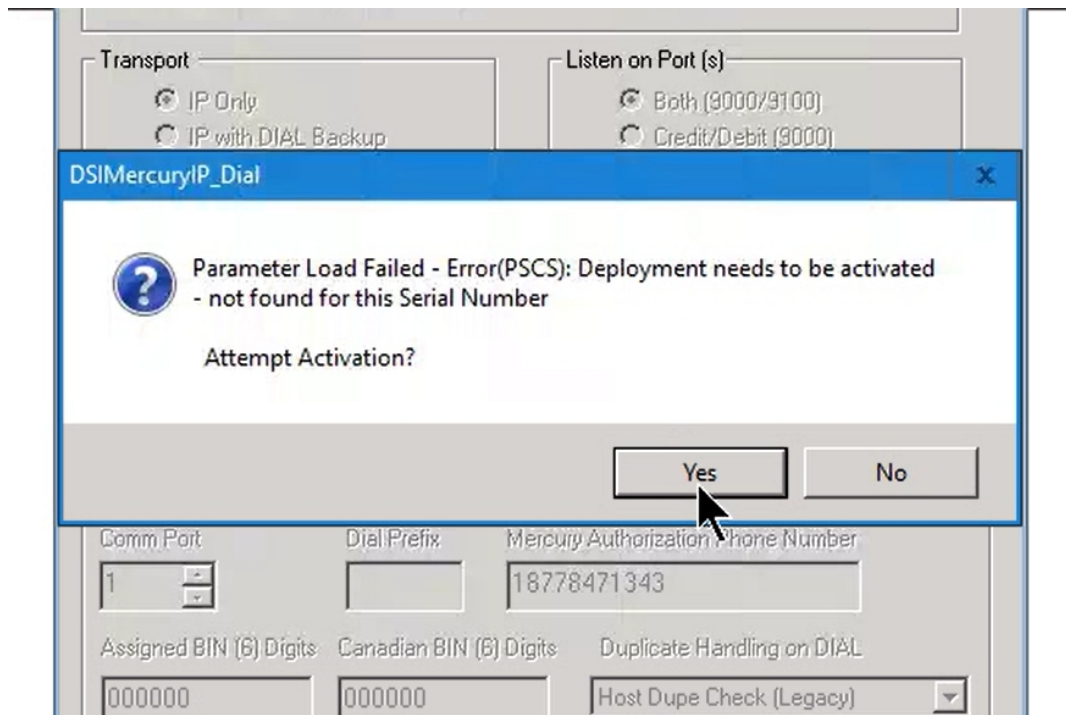 Transport
Listen on Port (s)
IP Only
Both (9000/9100)
IP with DIAL Backup
Credit/Debit (9000)
DSIMercuryIP_Dial
x
Parameter Load Failed - Error(PSCS): Deployment needs to be activated
- not found for this Serial Number
Attempt Activation?
Yes
No
Comm Port
Dial Prefix
Mercury Authorization Phone Number
1
18778471343
Assigned BIN (6) Digits
Canadian BIN (6) Digits
Duplicate Handling on DIAL
000000
000000
Host Dupe Check (Legacy)